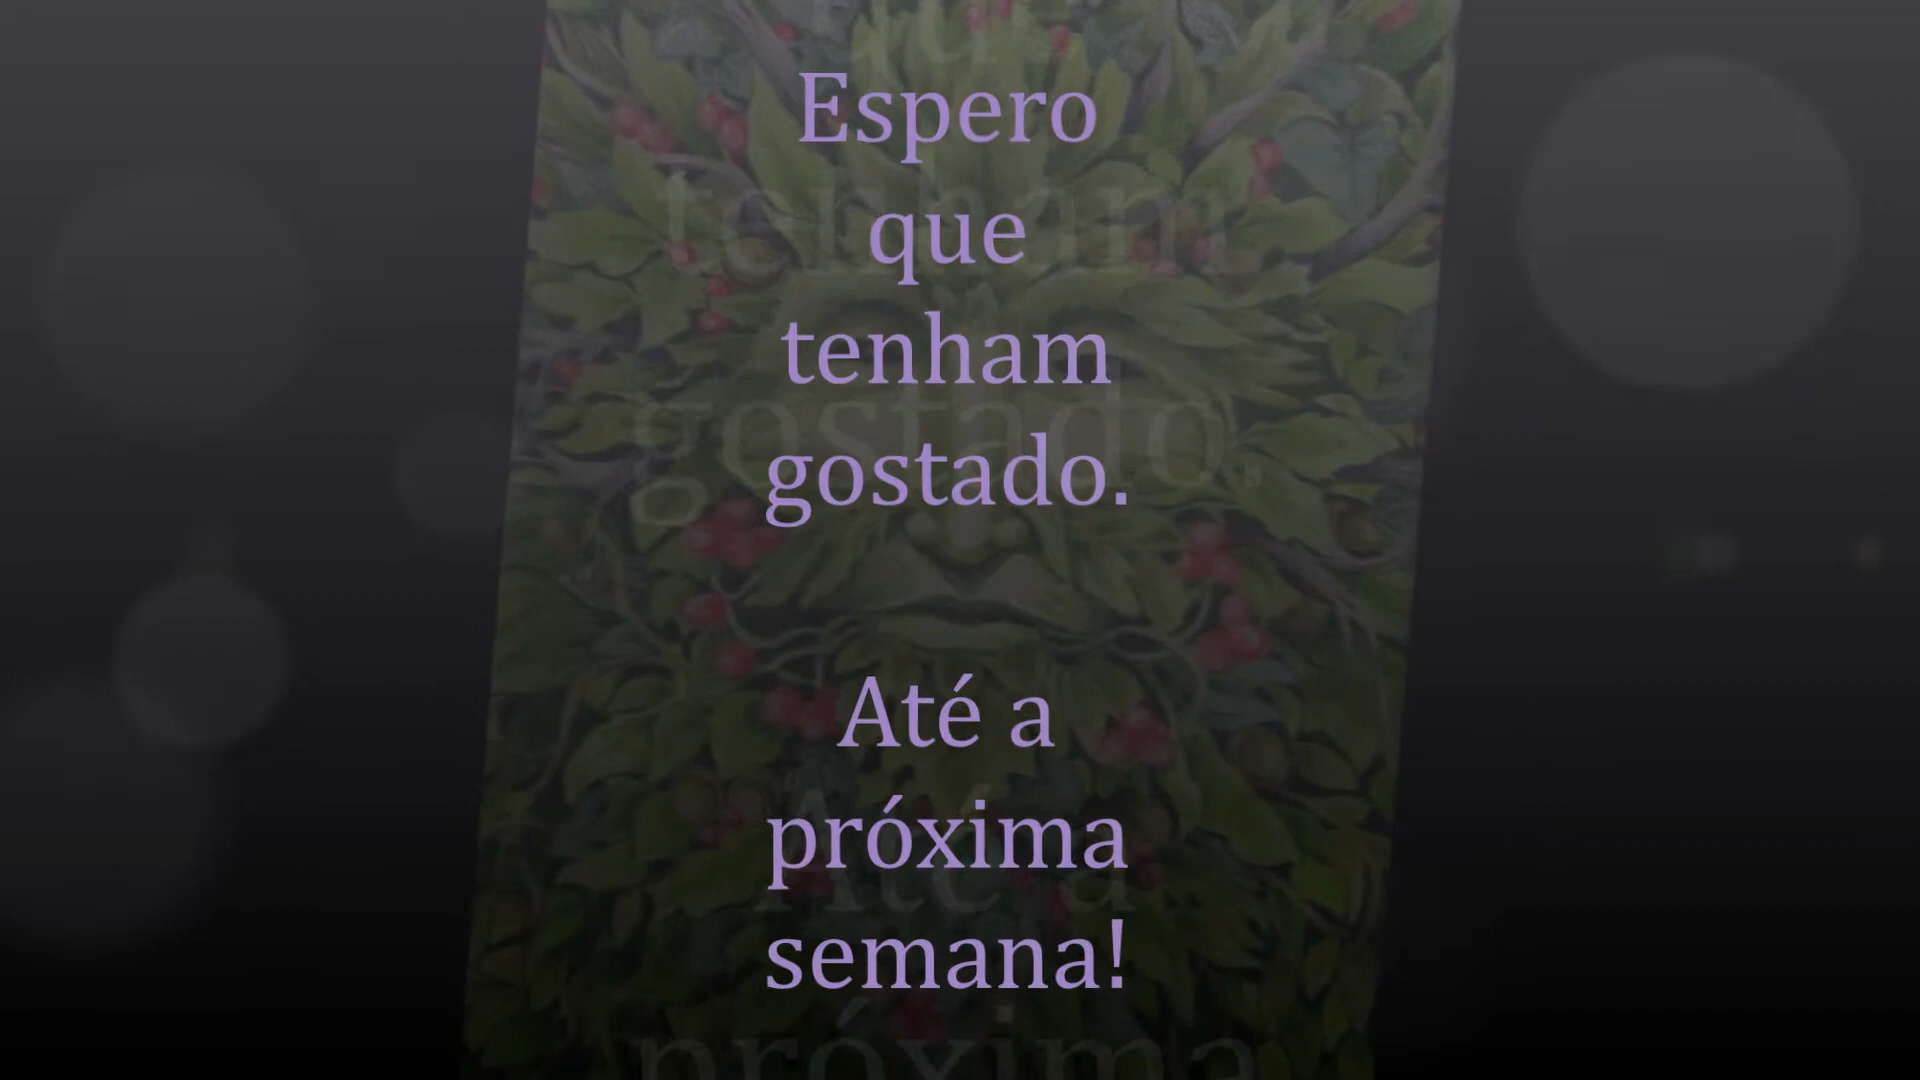 Espero
que
tenham
gostado.
Até a
próxima
semana!